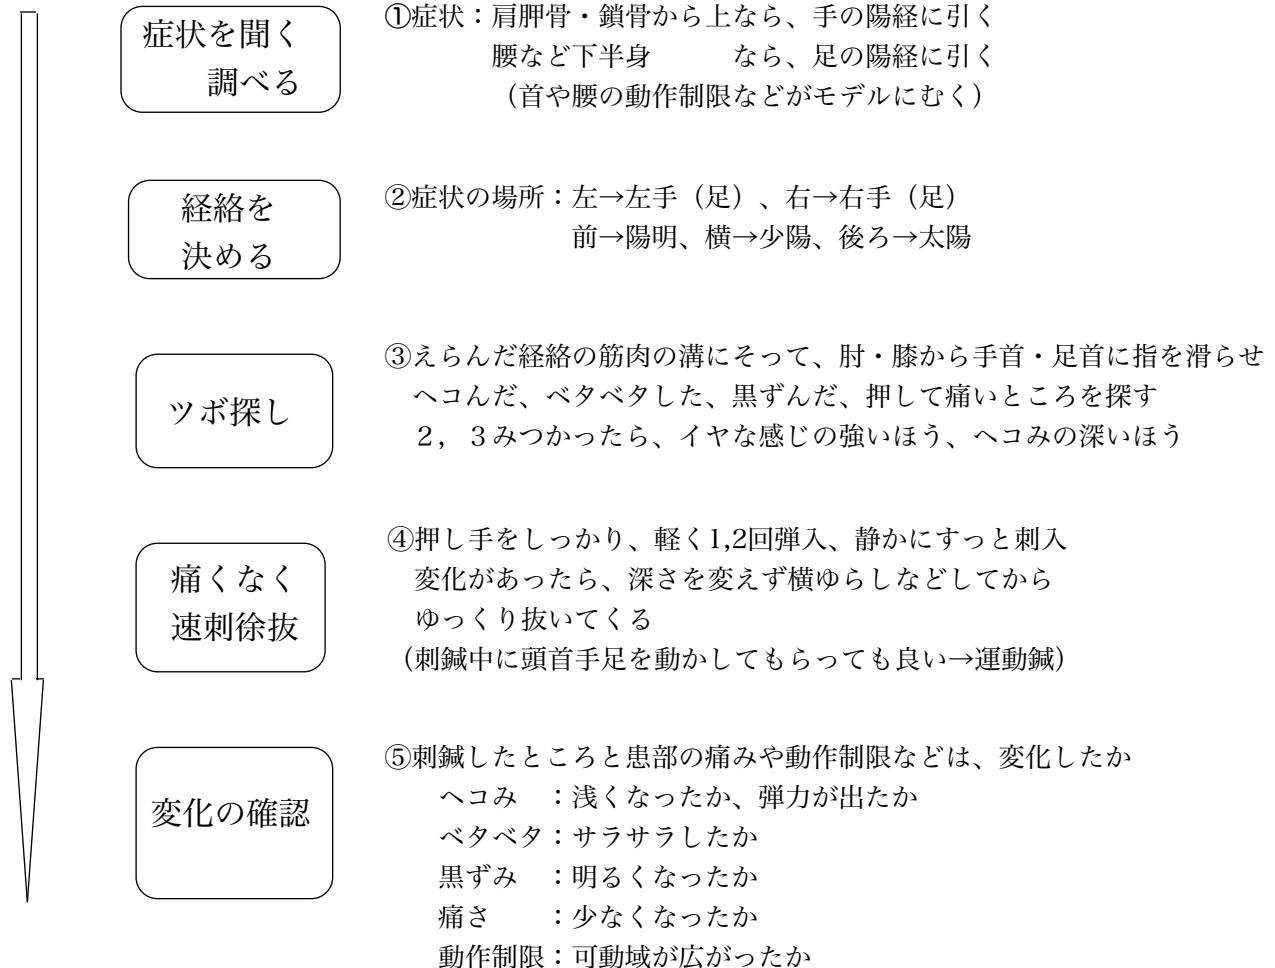 症状を聞く
調べる
①症状：肩胛骨・鎖骨から上なら、手の陽経に引く
腰など下半身　　　なら、足の陽経に引く
（首や腰の動作制限などがモデルにむく）
経絡を
決める
②症状の場所：左→左手（足）、右→右手（足）
前→陽明、横→少陽、後ろ→太陽
ツボ探し
③えらんだ経絡の筋肉の溝にそって、肘・膝から手首・足首に指を滑らせ
ヘコんだ、ベタベタした、黒ずんだ、押して痛いところを探す
２，３みつかったら、イヤな感じの強いほう、ヘコみの深いほう
痛くなく
速刺徐抜
④押し手をしっかり、軽く1,2回弾入、静かにすっと刺入
変化があったら、深さを変えず横ゆらしなどしてから
ゆっくり抜いてくる
（刺鍼中に頭首手足を動かしてもらっても良い→運動鍼）
変化の確認
⑤刺鍼したところと患部の痛みや動作制限などは、変化したか
ヘコみ　：浅くなったか、弾力が出たか
ベタベタ：サラサラしたか
黒ずみ　：明るくなったか
痛さ　　：少なくなったか
動作制限：可動域が広がったか